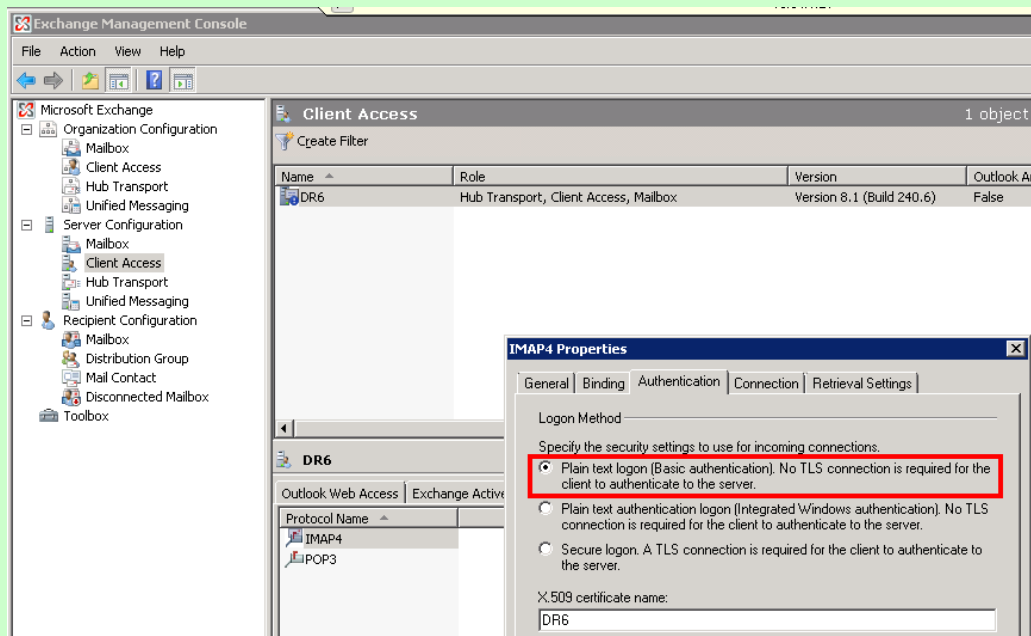 Exchange Management Console
File Action View Help
Microsoft Exchange
Organization Configuration
Mailbox
Client Access
Hub Transport
Unified Messaging
Server Configuration
Mailbox
Client Access
Hub Transport
Unified Messaging
Recipient Configuration
Mailbox
Distribution Group
Mail Contact
Disconnected Mailbox
Toolbox
Client Access 1 object
Create Filter
Name Role Version Outlook A
DR6 Hub Transport, Client Access, Mailbox Version 8.1 (Build 240.6) False
DR6
Outlook Web Access Exchange Active
Protocol Name
IMAP4
POP3
IMAP4 Properties
General Binding Authentication Connection Retrieval Settings
Logon Method
Specify the security settings to use for incoming connections.
Plain text logon (Basic authentication). No TLS connection is required for the
client to authenticate to the server.
Plain text authentication logon (Integrated Windows authentication). No TLS
connection is required for the client to authenticate to the server.
Secure logon. A TLS connection is required for the client to authenticate to
the server.
X.509 certificate name:
DR6